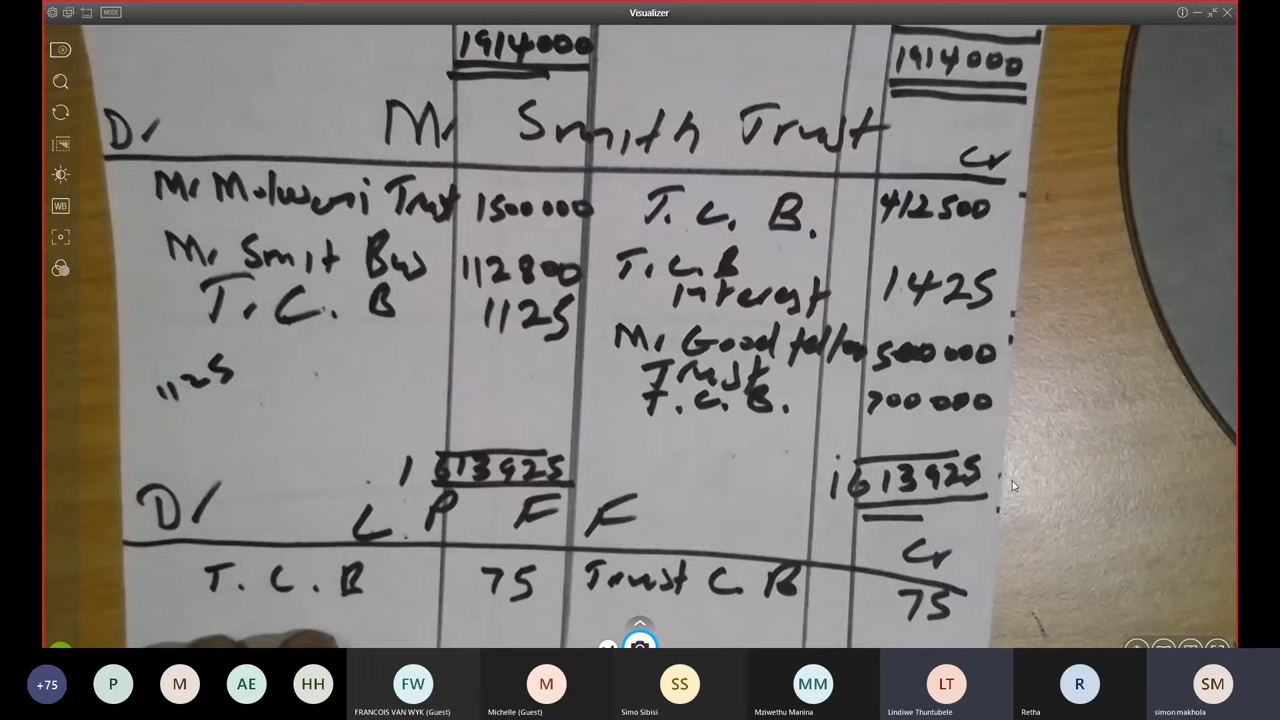 MODE
Visualizer
WB
1914000 1914000
Dr Mr Smith Trust Cr
Mr Molweni Trust 1500000 T.C.B. 412500
Mr Smit Bus 112800 T.C.B Interest 1425
T.C.B 1125 Mr Goodfellow Trust 500000
1125 T.C.B. 700000
1613925 1613925
Dr L.P F F Cr
T.C.B 75 Trust C B 75
+75
P
M
AE
HH
FW
FRANCOIS VAN WYK (Guest)
M
Michelle (Guest)
SS
Simo Sibisi
MM
Mziwethu Manina
LT
Lindiwe Thuntubele
R
Retha
SM
simon makhola